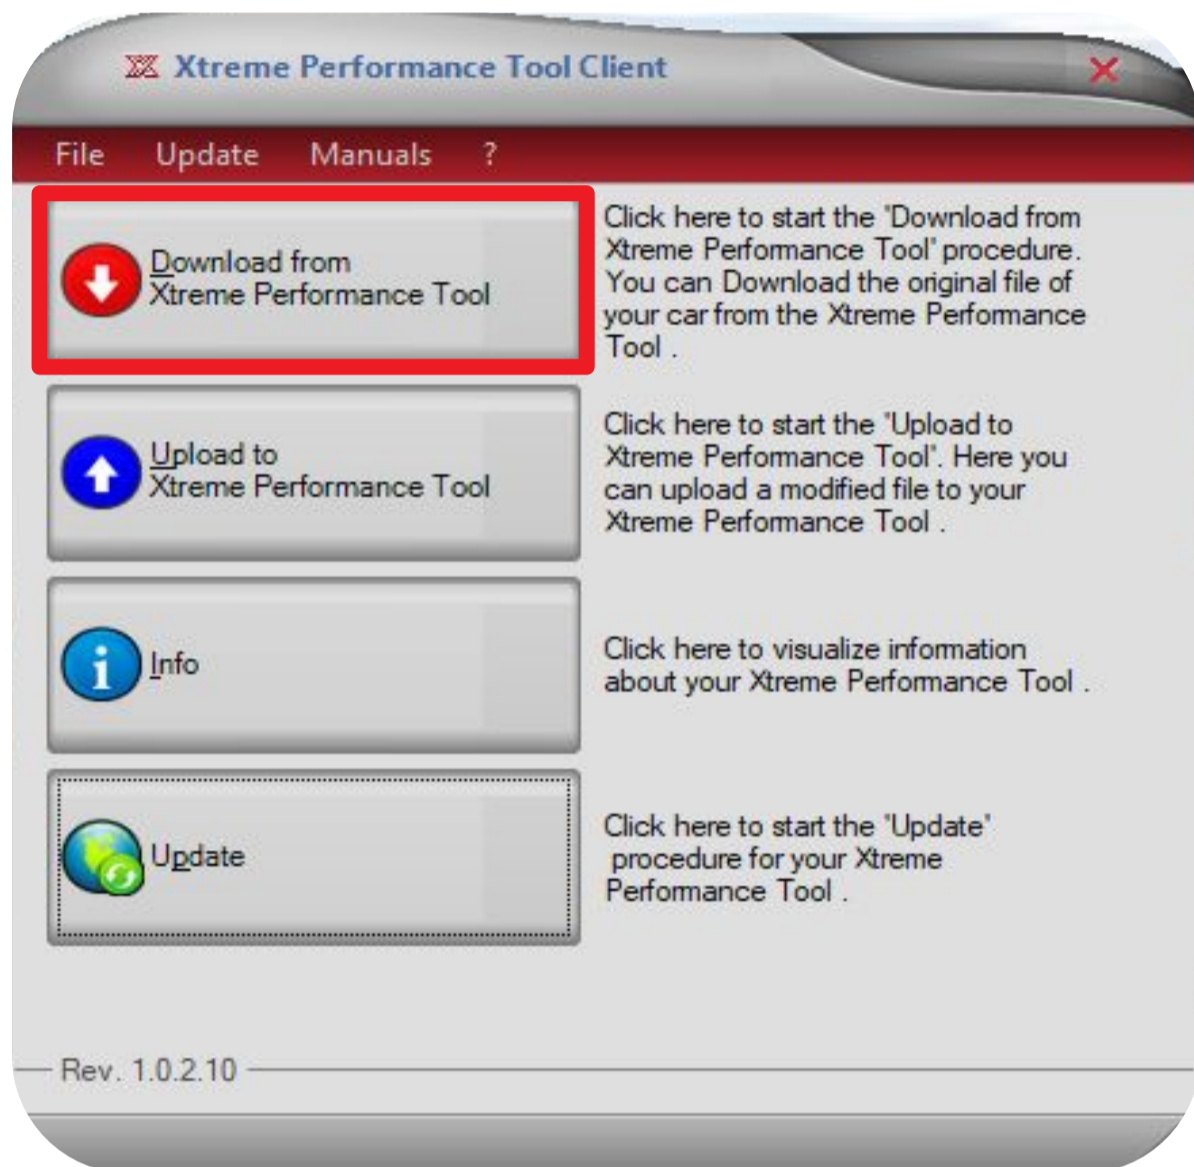 Xtreme Performance Tool Client
File Update Manuals ?
Download from
Xtreme Performance Tool
Click here to start the "Download from
Xtreme Performance Tool" procedure.
You can Download the original file of
your car from the Xtreme Performance
Tool .
Upload to
Xtreme Performance Tool
Click here to start the "Upload to
Xtreme Performance Tool". Here you
can upload a modified file to your
Xtreme Performance Tool .
Info
Click here to visualize information
about your Xtreme Performance Tool .
Update
Click here to start the "Update"
procedure for your Xtreme
Performance Tool .
Rev. 1.0.2.10